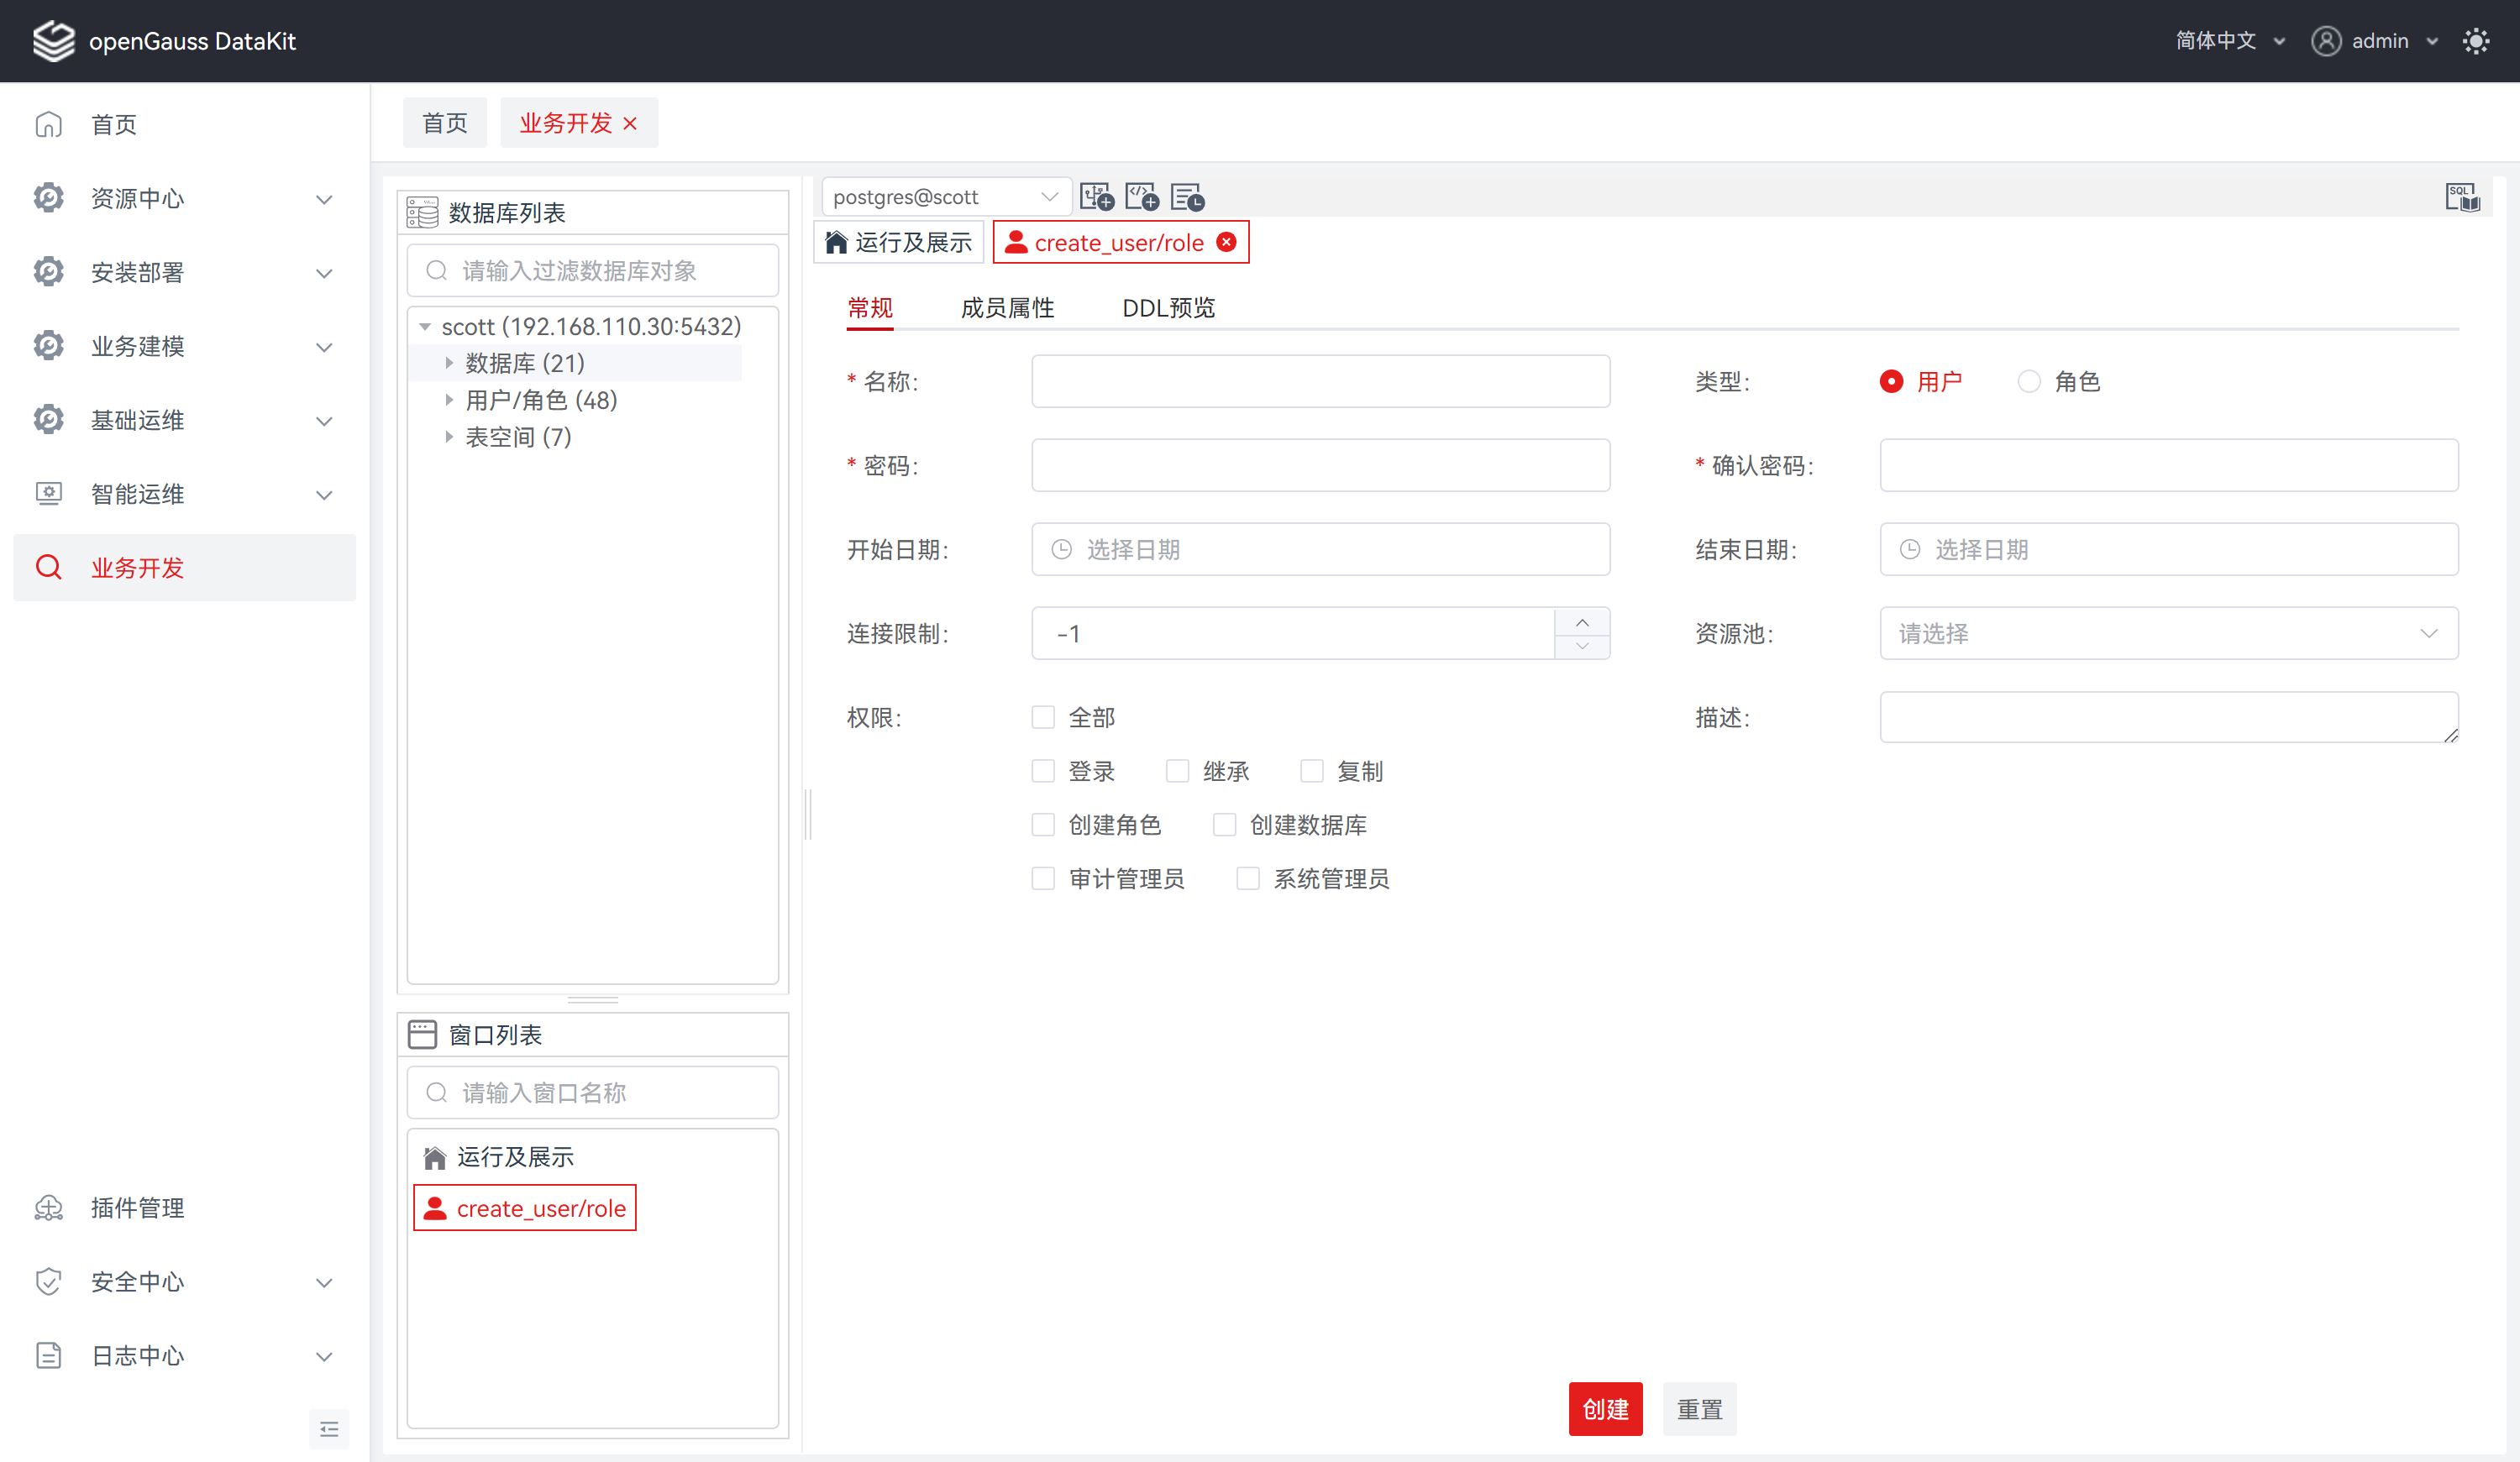 openGauss DataKit
简体中文
admin
首页
资源中心
安装部署
业务建模
基础运维
智能运维
业务开发
插件管理
安全中心
日志中心
首页
业务开发
数据库列表
请输入过滤数据库对象
scott (192.168.110.30:5432)
数据库 (21)
用户/角色 (48)
表空间 (7)
窗口列表
请输入窗口名称
运行及展示
create_user/role
postgres@scott
SQL
运行及展示
create_user/role
常规 成员属性 DDL预览
* 名称:
类型: 用户 角色
* 密码:
* 确认密码:
开始日期: 选择日期
结束日期: 选择日期
连接限制: -1
资源池: 请选择
权限: 全部
描述:
登录 继承 复制
创建角色 创建数据库
审计管理员 系统管理员
创建 重置